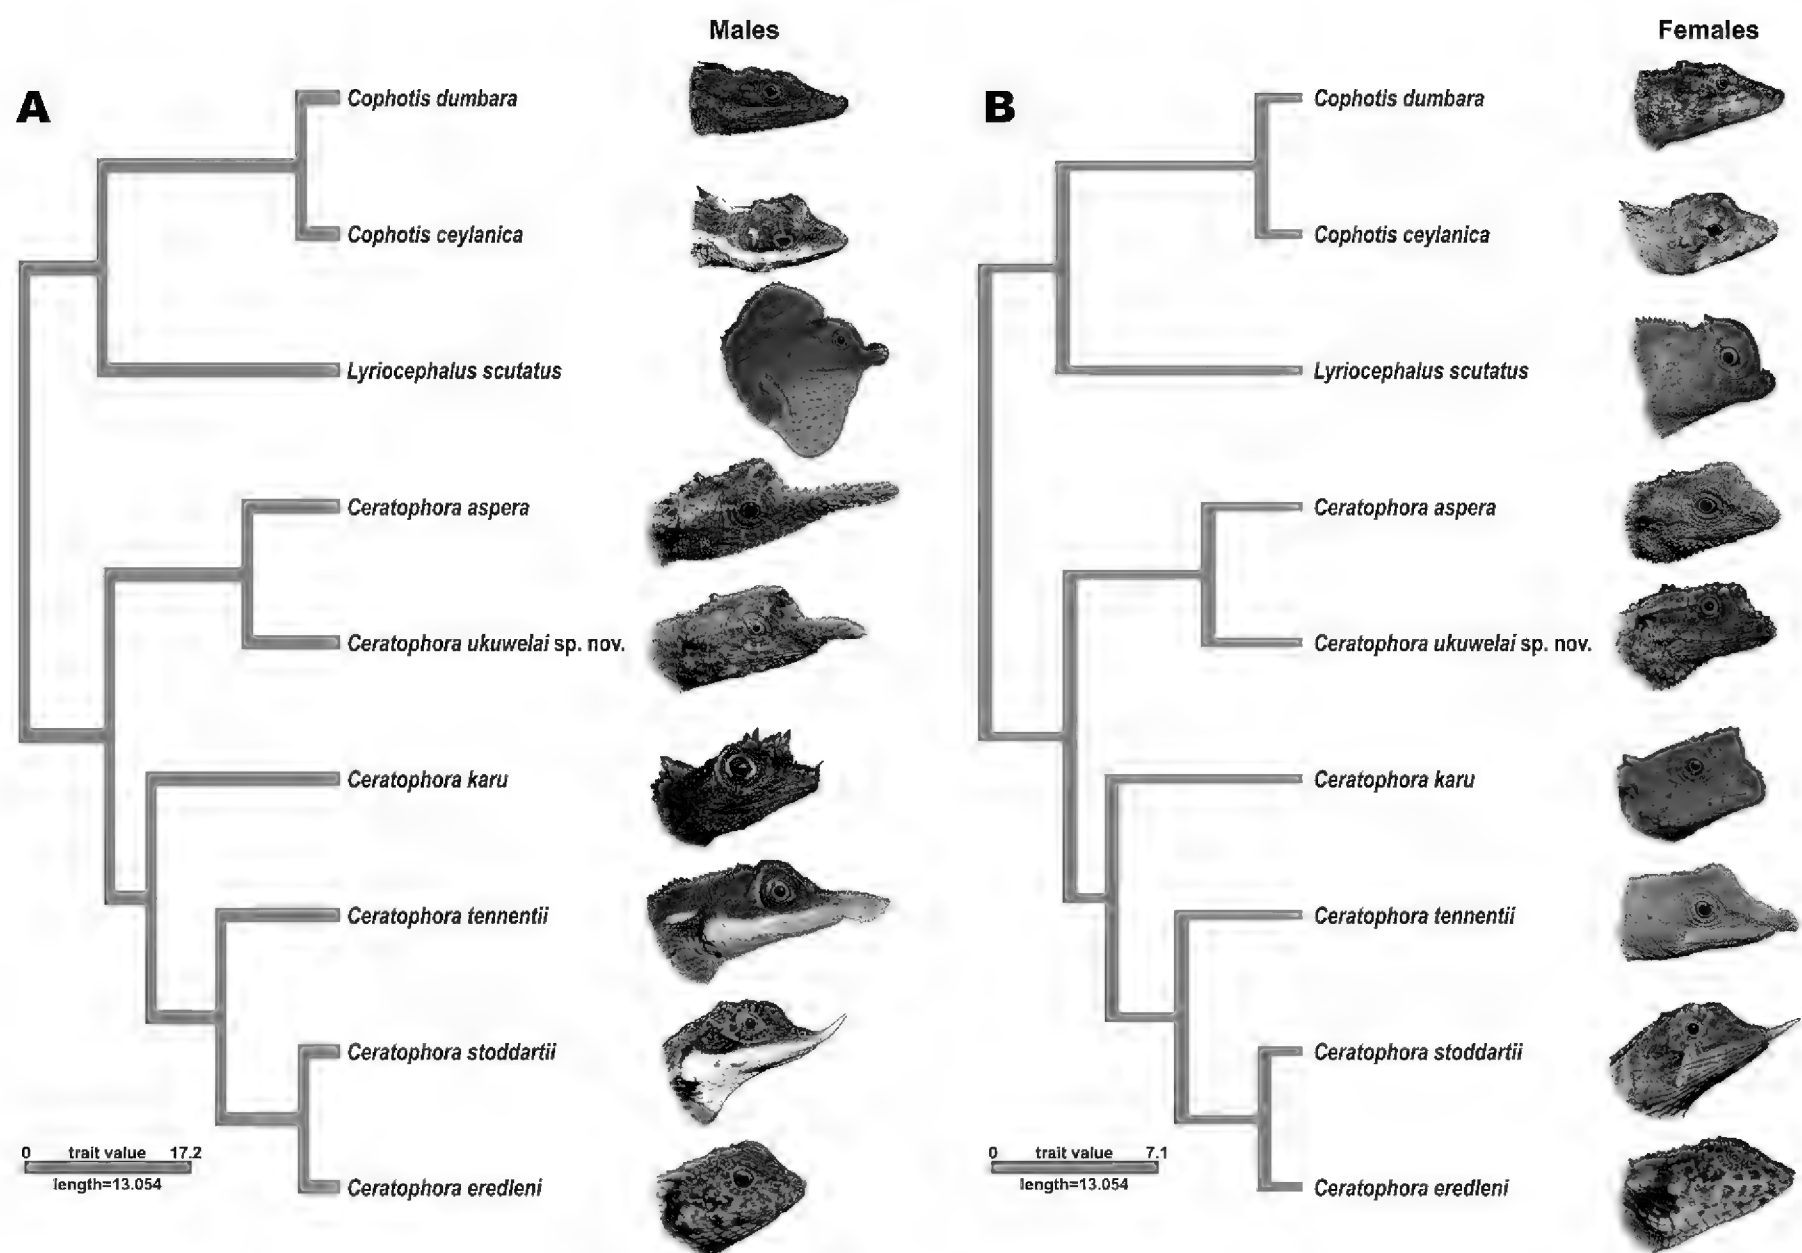 Males
A
Cophotis dumbara
Cophotis ceylanica
Lyriocephalus scutatus
Ceratophora aspera
Ceratophora ukuwelai sp. nov.
Ceratophora karu
Ceratophora tennentii
Ceratophora stoddartii
Ceratophora eredleni
0 trait value 17.2
length=13.054
Females
B
Cophotis dumbara
Cophotis ceylanica
Lyriocephalus scutatus
Ceratophora aspera
Ceratophora ukuwelai sp. nov.
Ceratophora karu
Ceratophora tennentii
Ceratophora stoddartii
Ceratophora eredleni
0 trait value 7.1
length=13.054